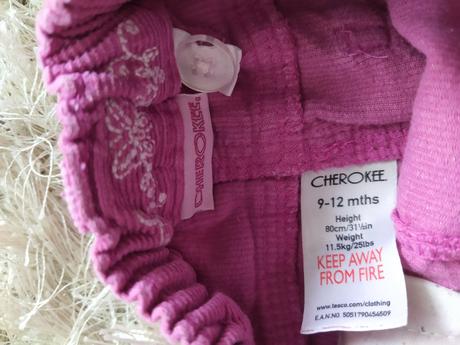 CHEROKEE.
CHEROKEE.
9-12 mths
Height
80cm/31½in
Weight
11.5kg/25lbs
KEEP AWAY
FROM FIRE
www.tesco.com/clothing
E.A.N.NO 5051790454509